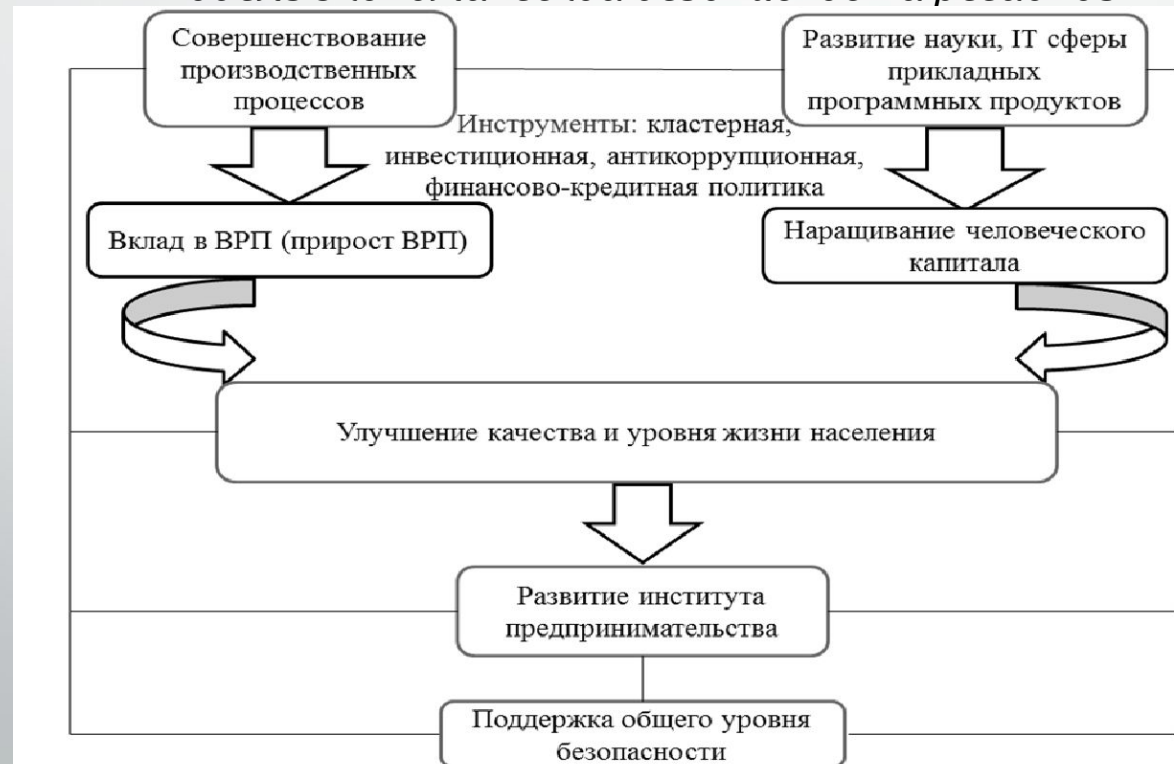 Совершенствование
производственных
процессов
Развитие науки, IT сферы
прикладных
программных продуктов
Инструменты: кластерная,
инвестиционная, антикоррупционная,
финансово-кредитная политика
Вклад в ВРП (прирост ВРП)
Наращивание человеческого
капитала
Улучшение качества и уровня жизни населения
Развитие института
предпринимательства
Поддержка общего уровня
безопасности